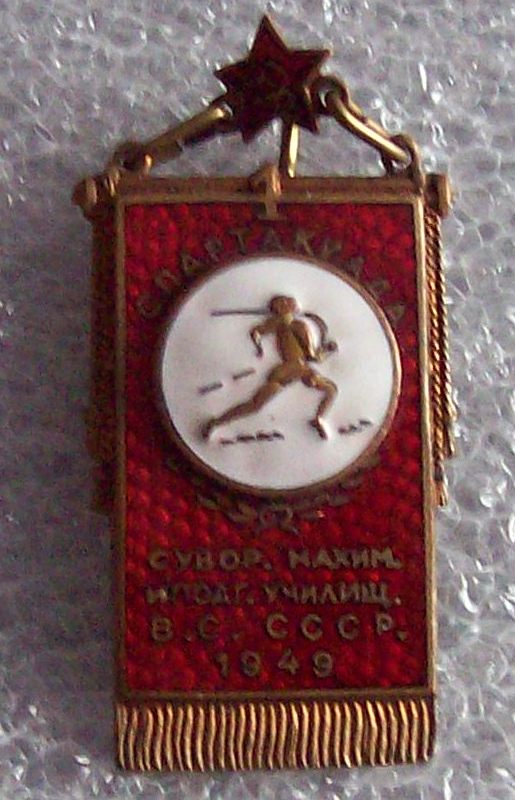 1
СПАРТАКИАДА
СУВОР. НАХИМ.
И ПОДГ. УЧИЛИЩ.
В.С. СССР.
1949